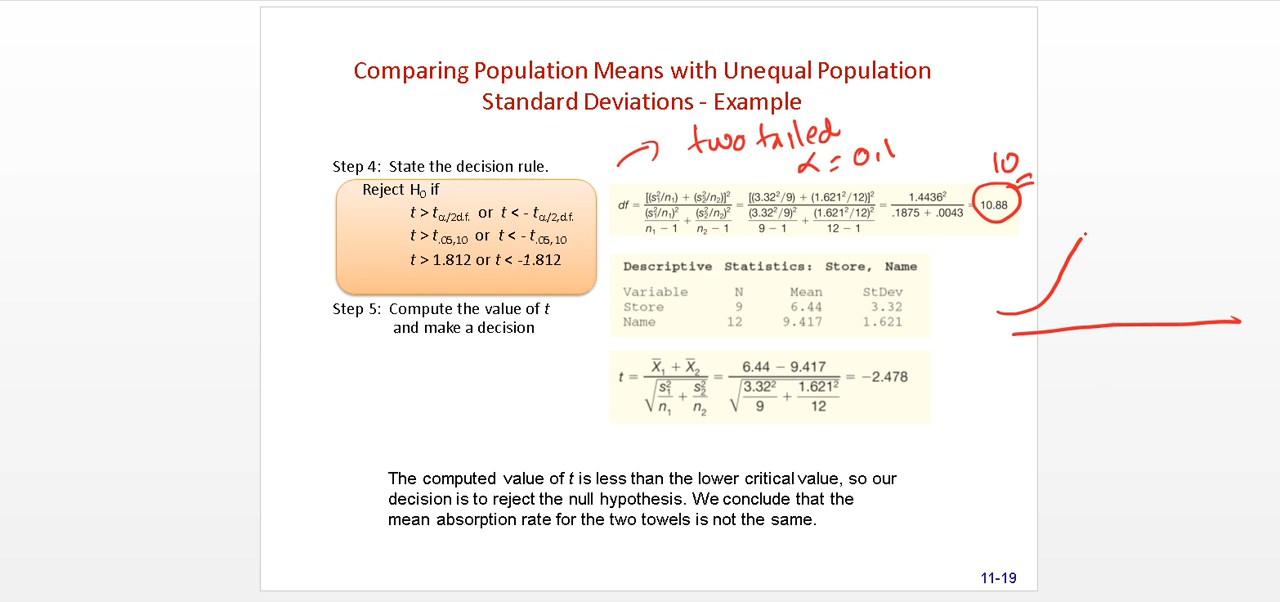 Comparing Population Means with Unequal Population
Standard Deviations - Example
two tailed
α = 0.1
10
Step 4: State the decision rule.
Reject H₀ if
t > tα/2d.f. or t < - tα/2,d.f.
t > t.05,10 or t < - t.05, 10
t > 1.812 or t < -1.812
Step 5: Compute the value of t
and make a decision
df = [(s₁²/n₁) + (s₂²/n₂)]² / ((s₁²/n₁)²/(n₁ − 1) + (s₂²/n₂)²/(n₂ − 1)) = [(3.32²/9) + (1.621²/12)]² / ((3.32²/9)²/(9 − 1) + (1.621²/12)²/(12 − 1)) = 1.4436² / (.1875 + .0043) = 10.88
Descriptive Statistics: Store, Name
Variable N Mean StDev
Store 9 6.44 3.32
Name 12 9.417 1.621
t = (X̄₁ + X̄₂) / √(s₁²/n₁ + s₂²/n₂) = (6.44 − 9.417) / √(3.32²/9 + 1.621²/12) = −2.478
The computed value of t is less than the lower critical value, so our
decision is to reject the null hypothesis. We conclude that the
mean absorption rate for the two towels is not the same.
11-19